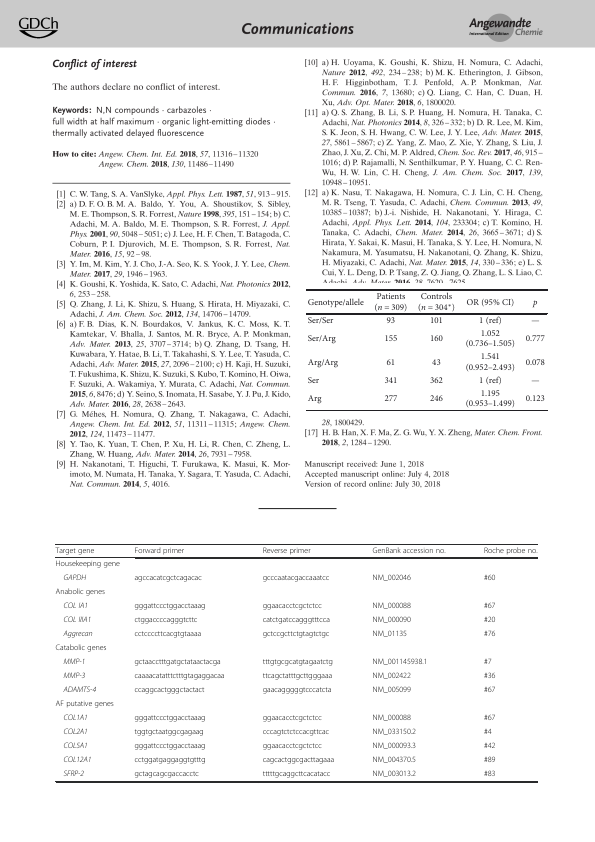 GDCh
Communications
Angewandte
International Edition Chemie
Conflict of interest
The authors declare no conflict of interest.
Keywords: N,N compounds · carbazoles ·
full width at half maximum · organic light-emitting diodes ·
thermally activated delayed fluorescence
How to cite: Angew. Chem. Int. Ed. 2018, 57, 11316–11320
Angew. Chem. 2018, 130, 11486–11490
[1] C. W. Tang, S. A. VanSlyke, Appl. Phys. Lett. 1987, 51, 913–915.
[2] a) D. F. O. B. M. A. Baldo, Y. You, A. Shoustikov, S. Sibley,
M. E. Thompson, S. R. Forrest, Nature 1998, 395, 151–154; b) C.
Adachi, M. A. Baldo, M. E. Thompson, S. R. Forrest, J. Appl.
Phys. 2001, 90, 5048–5051; c) J. Lee, H. F. Chen, T. Batagoda, C.
Coburn, P. I. Djurovich, M. E. Thompson, S. R. Forrest, Nat.
Mater. 2016, 15, 92–98.
[3] Y. Im, M. Kim, Y. J. Cho, J.-A. Seo, K. S. Yook, J. Y. Lee, Chem.
Mater. 2017, 29, 1946–1963.
[4] K. Goushi, K. Yoshida, K. Sato, C. Adachi, Nat. Photonics 2012,
6, 253–258.
[5] Q. Zhang, J. Li, K. Shizu, S. Huang, S. Hirata, H. Miyazaki, C.
Adachi, J. Am. Chem. Soc. 2012, 134, 14706–14709.
[6] a) F. B. Dias, K. N. Bourdakos, V. Jankus, K. C. Moss, K. T.
Kamtekar, V. Bhalla, J. Santos, M. R. Bryce, A. P. Monkman,
Adv. Mater. 2013, 25, 3707–3714; b) Q. Zhang, D. Tsang, H.
Kuwabara, Y. Hatae, B. Li, T. Takahashi, S. Y. Lee, T. Yasuda, C.
Adachi, Adv. Mater. 2015, 27, 2096–2100; c) H. Kaji, H. Suzuki,
T. Fukushima, K. Shizu, K. Suzuki, S. Kubo, T. Komino, H. Oiwa,
F. Suzuki, A. Wakamiya, Y. Murata, C. Adachi, Nat. Commun.
2015, 6, 8476; d) Y. Seino, S. Inomata, H. Sasabe, Y. J. Pu, J. Kido,
Adv. Mater. 2016, 28, 2638–2643.
[7] G. Méhes, H. Nomura, Q. Zhang, T. Nakagawa, C. Adachi,
Angew. Chem. Int. Ed. 2012, 51, 11311–11315; Angew. Chem.
2012, 124, 11473–11477.
[8] Y. Tao, K. Yuan, T. Chen, P. Xu, H. Li, R. Chen, C. Zheng, L.
Zhang, W. Huang, Adv. Mater. 2014, 26, 7931–7958.
[9] H. Nakanotani, T. Higuchi, T. Furukawa, K. Masui, K. Mor-
imoto, M. Numata, H. Tanaka, Y. Sagara, T. Yasuda, C. Adachi,
Nat. Commun. 2014, 5, 4016.
[10] a) H. Uoyama, K. Goushi, K. Shizu, H. Nomura, C. Adachi,
Nature 2012, 492, 234–238; b) M. K. Etherington, J. Gibson,
H. F. Higginbotham, T. J. Penfold, A. P. Monkman, Nat.
Commun. 2016, 7, 13680; c) Q. Liang, C. Han, C. Duan, H.
Xu, Adv. Opt. Mater. 2018, 6, 1800020.
[11] a) Q. S. Zhang, B. Li, S. P. Huang, H. Nomura, H. Tanaka, C.
Adachi, Nat. Photonics 2014, 8, 326–332; b) D. R. Lee, M. Kim,
S. K. Jeon, S. H. Hwang, C. W. Lee, J. Y. Lee, Adv. Mater. 2015,
27, 5861–5867; c) Z. Yang, Z. Mao, Z. Xie, Y. Zhang, S. Liu, J.
Zhao, J. Xu, Z. Chi, M. P. Aldred, Chem. Soc. Rev. 2017, 46, 915–
1016; d) P. Rajamalli, N. Senthilkumar, P. Y. Huang, C. C. Ren-
Wu, H. W. Lin, C. H. Cheng, J. Am. Chem. Soc. 2017, 139,
10948–10951.
[12] a) K. Nasu, T. Nakagawa, H. Nomura, C. J. Lin, C. H. Cheng,
M. R. Tseng, T. Yasuda, C. Adachi, Chem. Commun. 2013, 49,
10385–10387; b) J.-i. Nishide, H. Nakanotani, Y. Hiraga, C.
Adachi, Appl. Phys. Lett. 2014, 104, 233304; c) T. Komino, H.
Tanaka, C. Adachi, Chem. Mater. 2014, 26, 3665–3671; d) S.
Hirata, Y. Sakai, K. Masui, H. Tanaka, S. Y. Lee, H. Nomura, N.
Nakamura, M. Yasumatsu, H. Nakanotani, Q. Zhang, K. Shizu,
H. Miyazaki, C. Adachi, Nat. Mater. 2015, 14, 330–336; e) L. S.
Cui, Y. L. Deng, D. P. Tsang, Z. Q. Jiang, Q. Zhang, L. S. Liao, C.
Adachi, Adv. Mater. 2016, 28, 7620–7625.
Genotype/allele Patients (n = 309) Controls (n = 304*) OR (95% CI) p
Ser/Ser 93 101 1 (ref) —
Ser/Arg 155 160 1.052 (0.736–1.505) 0.777
Arg/Arg 61 43 1.541 (0.952–2.493) 0.078
Ser 341 362 1 (ref) —
Arg 277 246 1.195 (0.953–1.499) 0.123
28, 1800429.
[17] H. B. Han, X. F. Ma, Z. G. Wu, Y. X. Zheng, Mater. Chem. Front.
2018, 2, 1284–1290.
Manuscript received: June 1, 2018
Accepted manuscript online: July 4, 2018
Version of record online: July 30, 2018
Target gene Forward primer Reverse primer GenBank accession no. Roche probe no.
Housekeeping gene
GAPDH agccacatcgctcagacac gcccaatacgaccaaatcc NM_002046 #60
Anabolic genes
COL IA1 gggattccctggacctaaag ggaacacctcgctctcc NM_000088 #67
COL IIIA1 ctggaccccagggtcttc catctgatccagggtttcca NM_000090 #20
Aggrecan cctccccttcacgtgtaaaa gctccgcttctgtagtctgc NM_01135 #76
Catabolic genes
MMP-1 gctaacctttgatgctataactacga tttgtgcgcatgtagaatctg NM_001145938.1 #7
MMP-3 caaaacatatttctttgtagaggacaa ttcagctatttgcttgggaaa NM_002422 #36
ADAMTS-4 ccaggcactgggctactact gaacagggggtcccatcta NM_005099 #67
AF putative genes
COL1A1 gggattccctggacctaaag ggaacacctcgctctcc NM_000088 #67
COL2A1 tggtgctaatggcgagaag cccagtctctccacgttcac NM_033150.2 #4
COL5A1 gggattccctggacctaaag ggaacacctcgctctcc NM_000093.3 #42
COL12A1 cctggatgaggaggtgtttg cagcactggcgacttagaaa NM_004370.5 #89
SFRP-2 gctagcagcgaccacctc tttttgcaggcttcacatacc NM_003013.2 #83